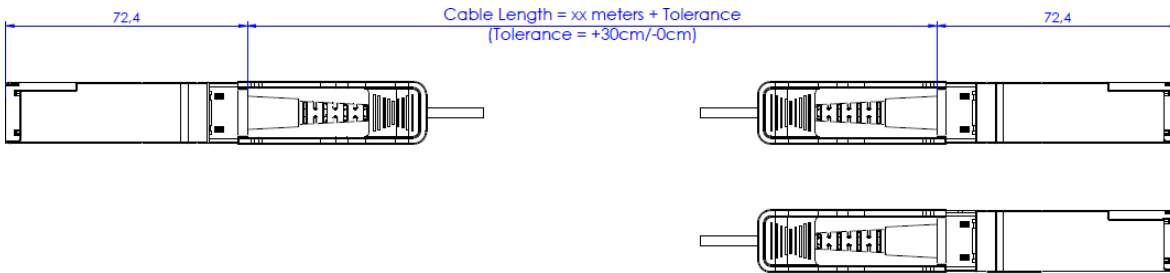 72,4
Cable Length = xx meters + Tolerance
72,4
(Tolerance = +30cm/-0cm)